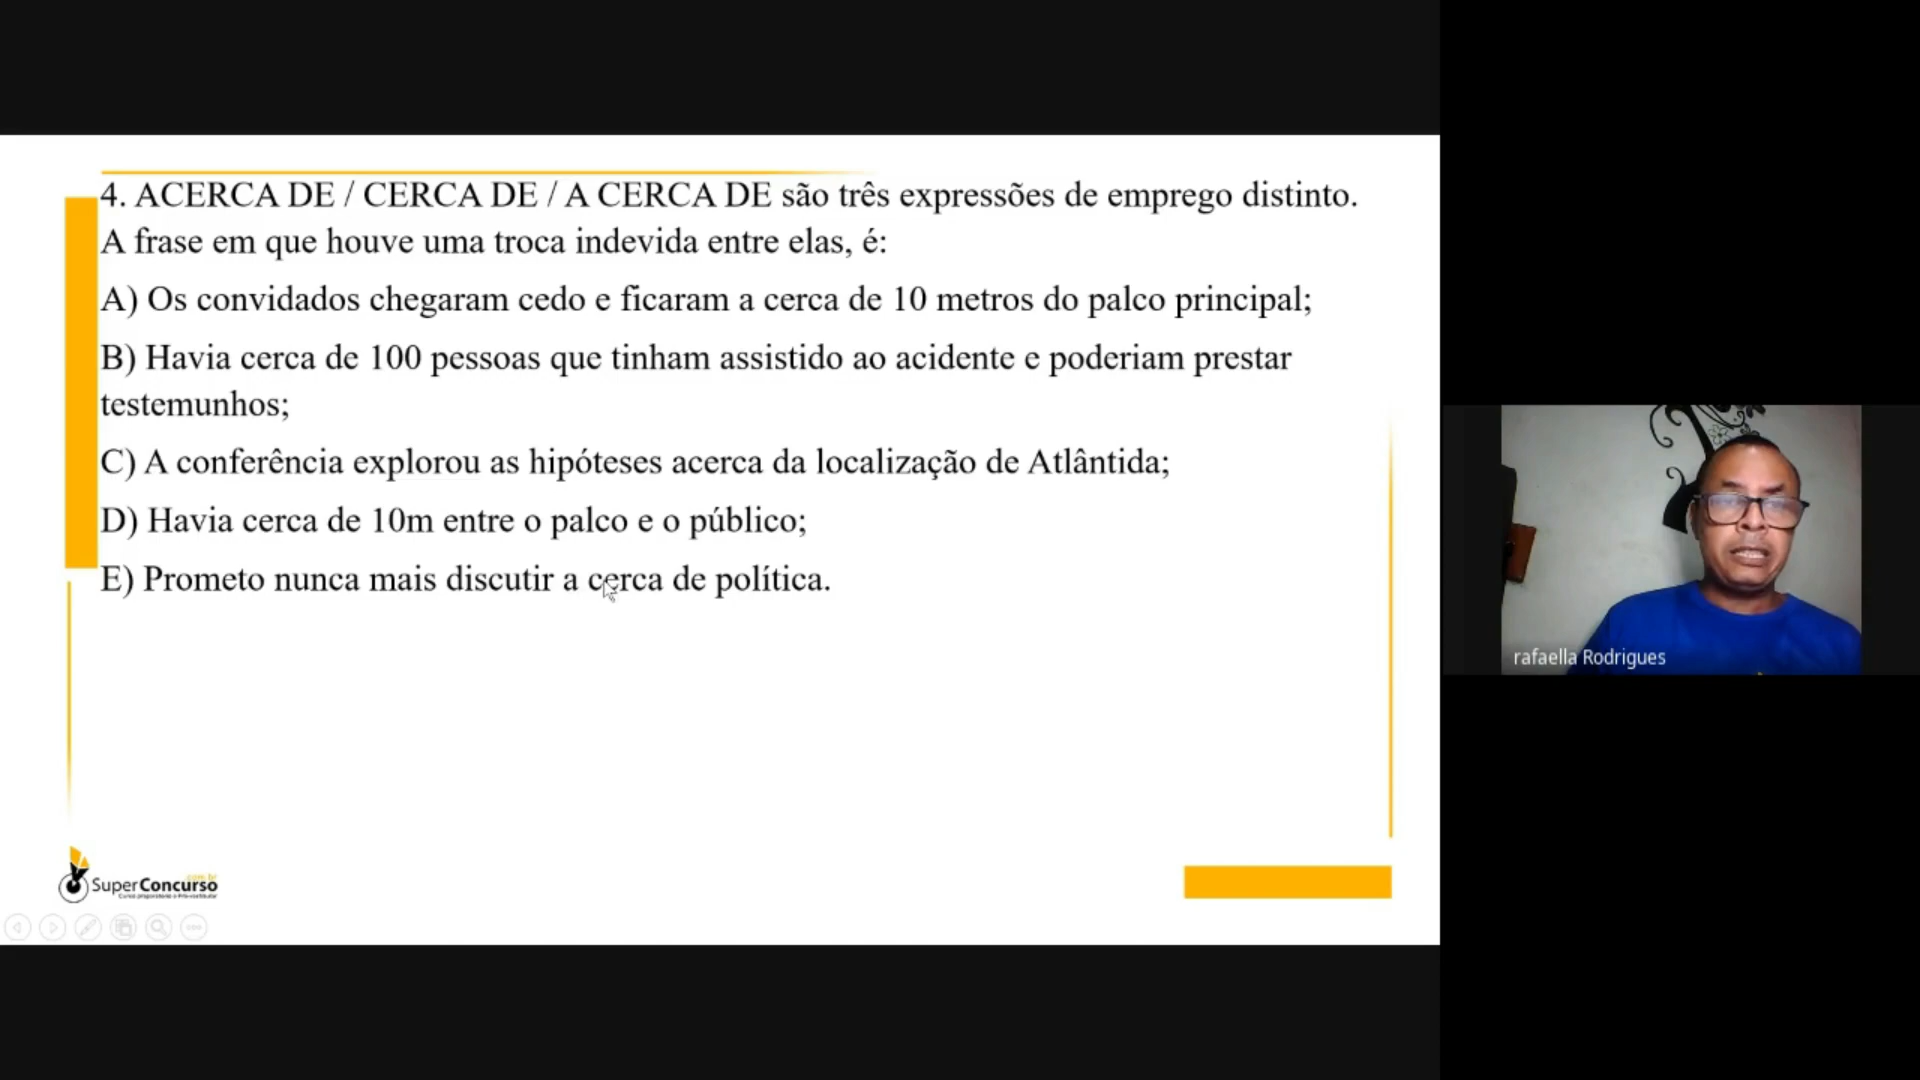 4. ACERCA DE / CERCA DE / A CERCA DE são três expressões de emprego distinto.
A frase em que houve uma troca indevida entre elas, é:
A) Os convidados chegaram cedo e ficaram a cerca de 10 metros do palco principal;
B) Havia cerca de 100 pessoas que tinham assistido ao acidente e poderiam prestar
testemunhos;
C) A conferência explorou as hipóteses acerca da localização de Atlântida;
D) Havia cerca de 10m entre o palco e o público;
E) Prometo nunca mais discutir a cerca de política.
rafaella Rodrigues
.com.br
SuperConcurso